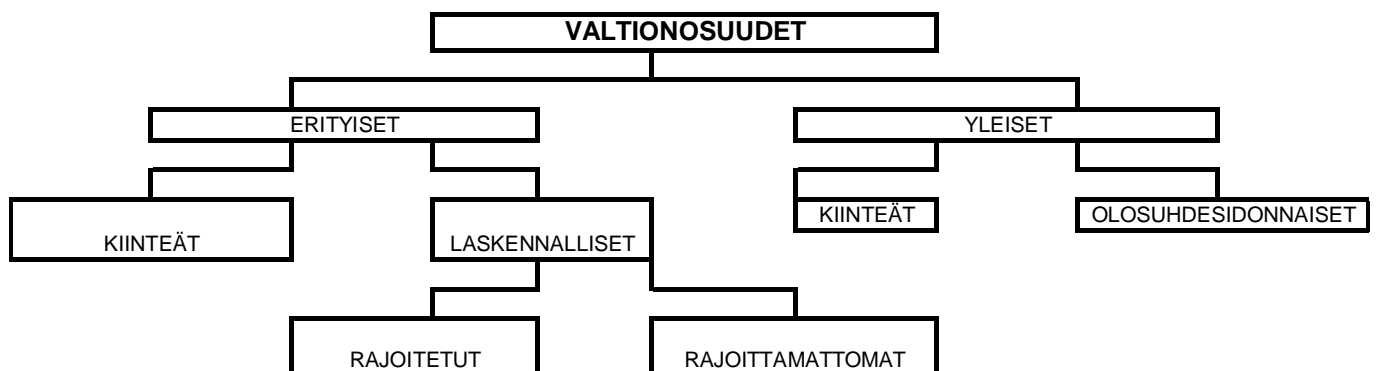 VALTIONOSUUDET
ERITYISET
YLEISET
KIINTEÄT
LASKENNALLISET
KIINTEÄT
OLOSUHDESIDONNAISET
RAJOITETUT
RAJOITTAMATTOMAT